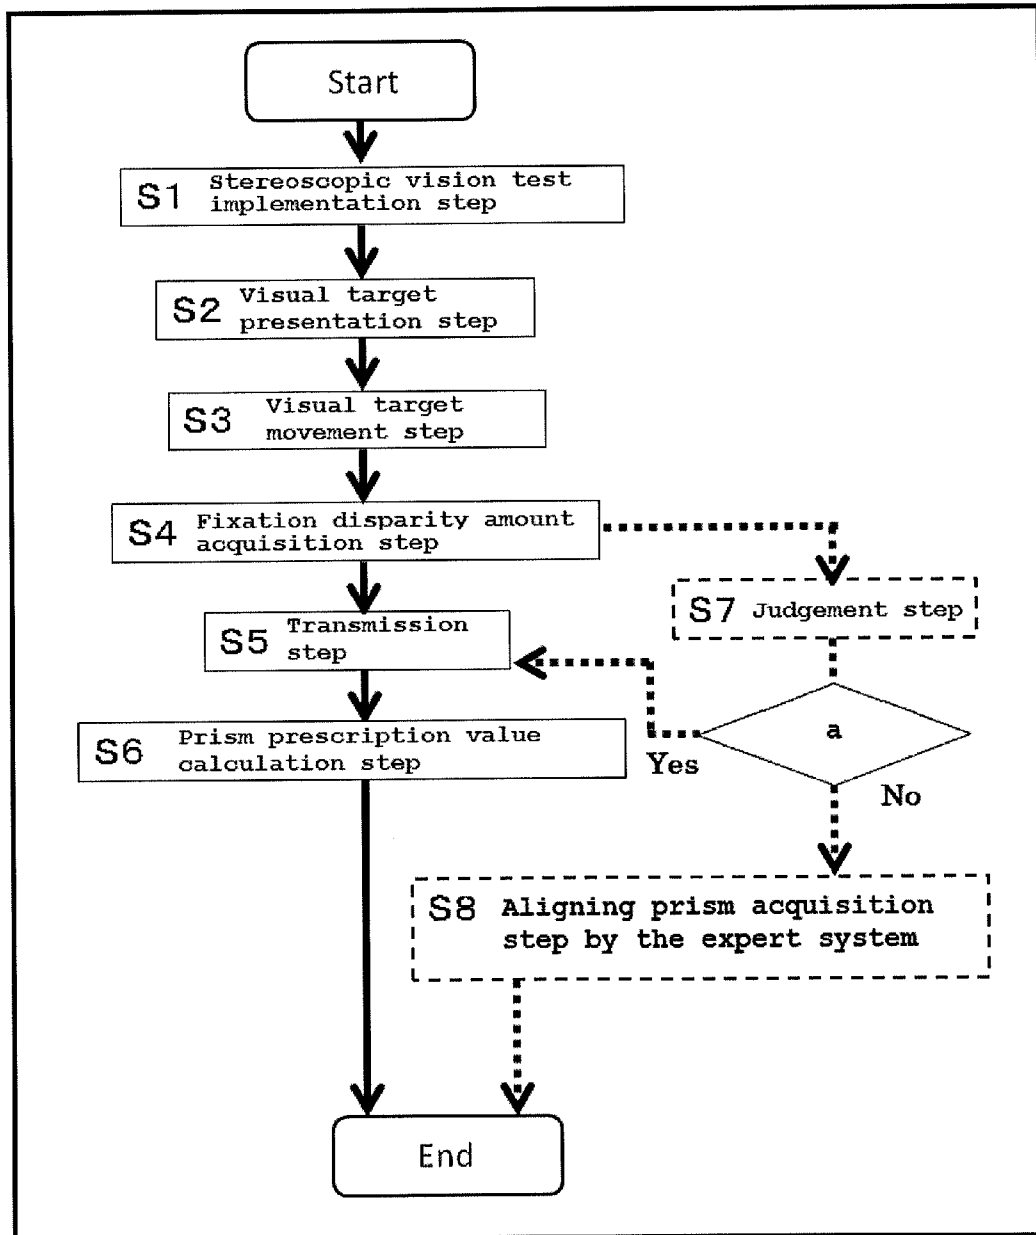 Start
S1 Stereoscopic vision test
implementation step
S2 Visual target
presentation step
S3 Visual target
movement step
S4 Fixation disparity amount
acquisition step
S7 Judgement step
S5 Transmission
step
a
Yes
No
S6 Prism prescription value
calculation step
S8 Aligning prism acquisition
step by the expert system
End